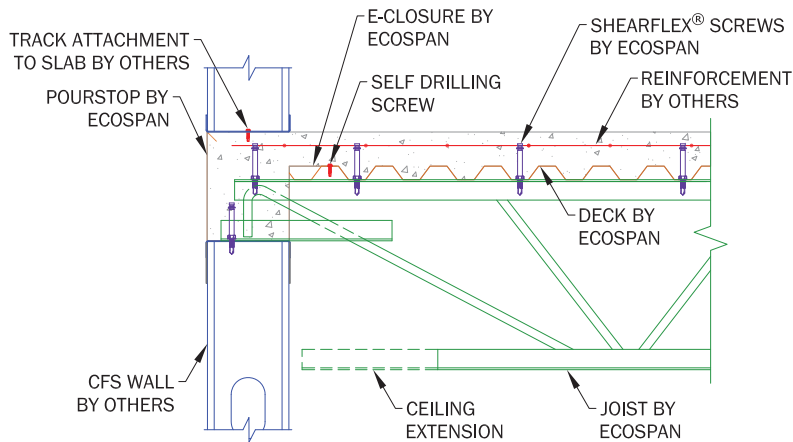 TRACK ATTACHMENT
TO SLAB BY OTHERS
POURSTOP BY
ECOSPAN
E-CLOSURE BY
ECOSPAN
SELF DRILLING
SCREW
SHEARFLEX® SCREWS
BY ECOSPAN
REINFORCEMENT
BY OTHERS
DECK BY
ECOSPAN
CFS WALL
BY OTHERS
CEILING
EXTENSION
JOIST BY
ECOSPAN